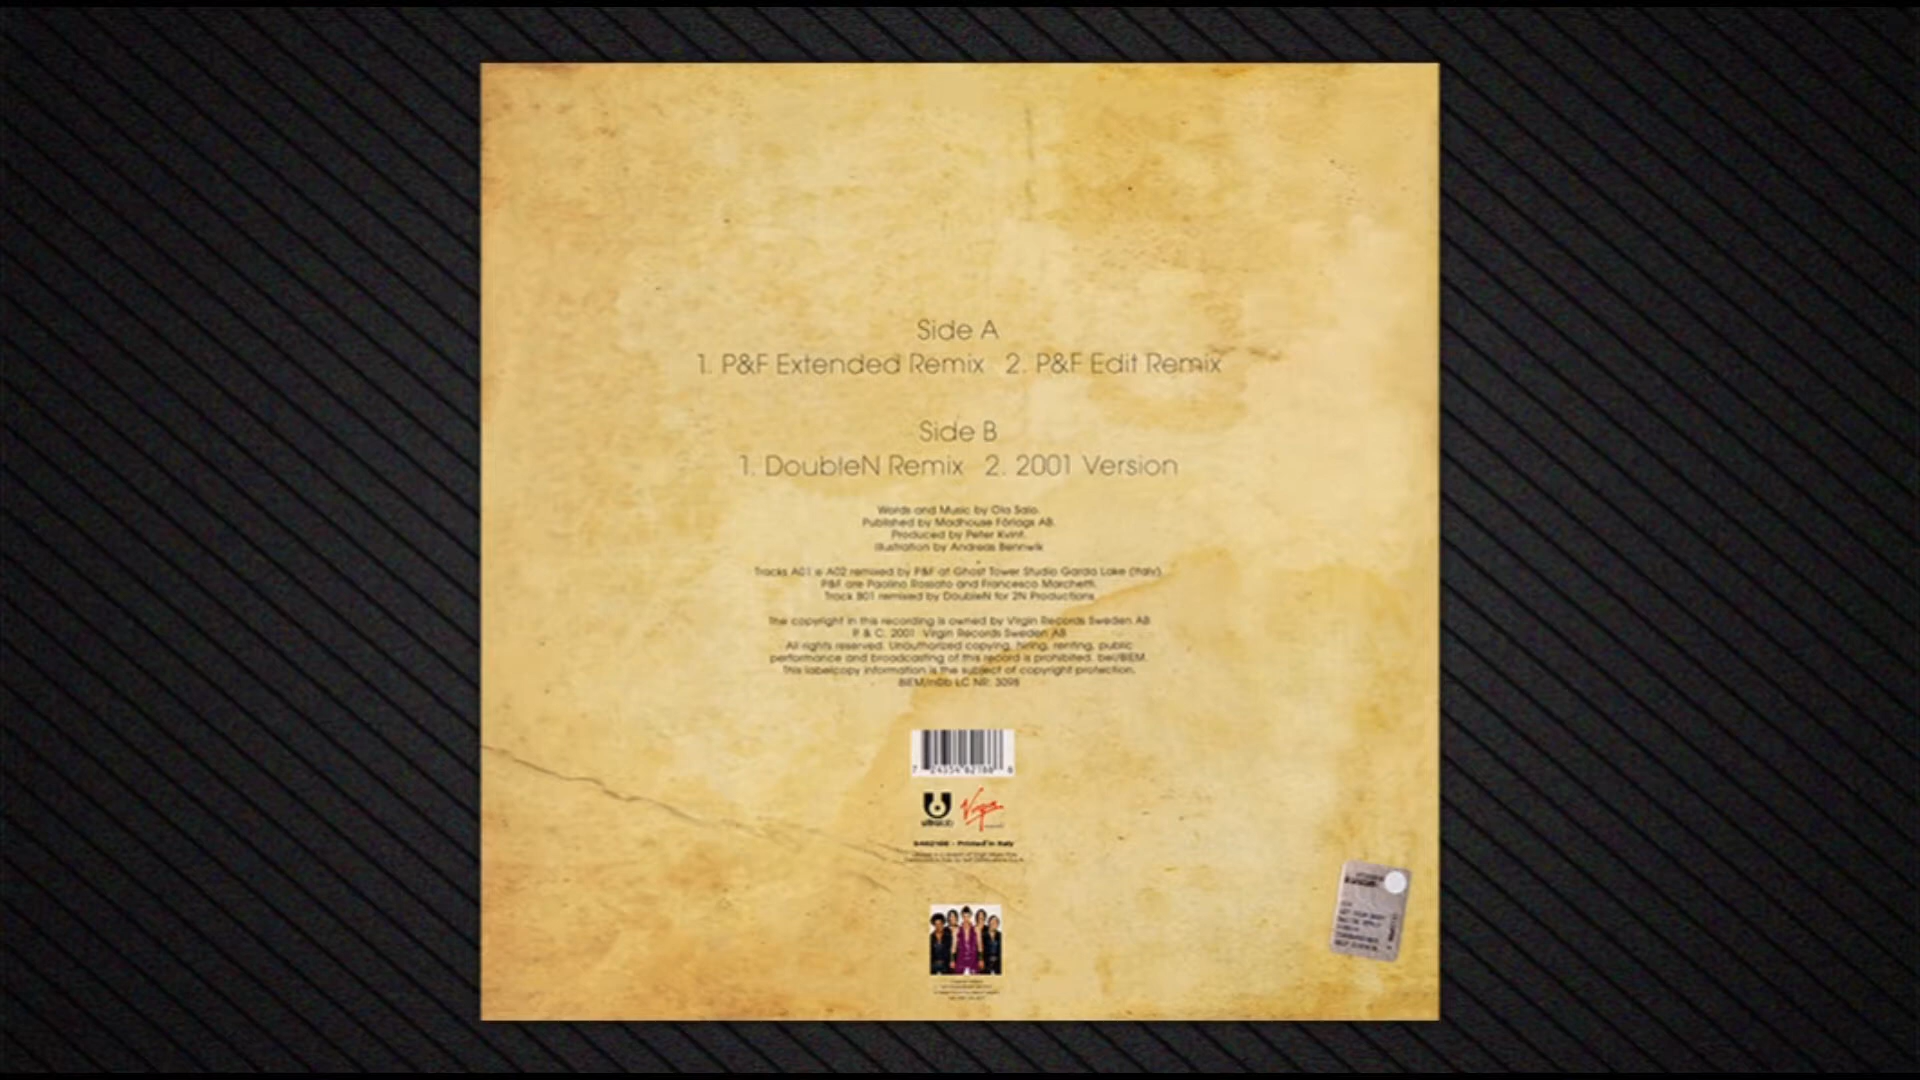 Side A
1. P&F Extended Remix 2. P&F Edit Remix
Side B
1. DoubleN Remix 2. 2001 Version
Words and Music by Ola Salo.
Published by Madhouse Förlags AB.
Produced by Peter Kvint.
Illustration by Andreas Bennwik
Tracks A01 e A02 remixed by P&F at Ghost Tower Studio Garda Lake (Italy).
P&F are Paolino Rossato and Francesco Marchetti.
Track B01 remixed by DoubleN for 2N Productions
The copyright in this recording is owned by Virgin Records Sweden AB
P & C. 2001 Virgin Records Sweden AB
All rights reserved. Unauthorized copying, hiring, renting, public
performance and broadcasting of this record is prohibited. bei/BIEM.
This labelcopy information is the subject of copyright protection.
BIEM/nCb LC NR: 3098
Virgin
Printed in Italy